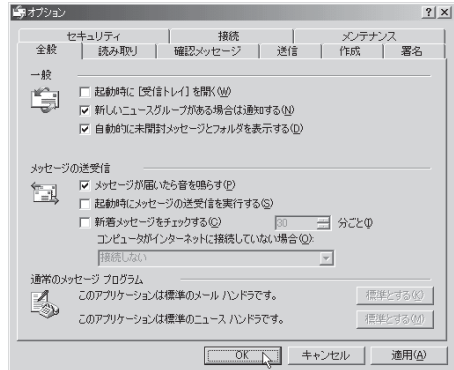 オプション
セキュリティ 接続 メンテナンス
全般 読み取り 確認メッセージ 送信 作成 署名
一般
起動時に [受信トレイ] を開く(W)
新しいニュースグループがある場合は通知する(N)
自動的に未開封メッセージとフォルダを表示する(D)
メッセージの送受信
メッセージが届いたら音を鳴らす(P)
起動時にメッセージの送受信を実行する(S)
新着メッセージをチェックする(C) 30 分ごと(I)
コンピュータがインターネットに接続していない場合(O):
接続しない
通常のメッセージ プログラム
このアプリケーションは標準のメール ハンドラです。 標準とする(K)
このアプリケーションは標準のニュース ハンドラです。 標準とする(M)
OK キャンセル 適用(A)